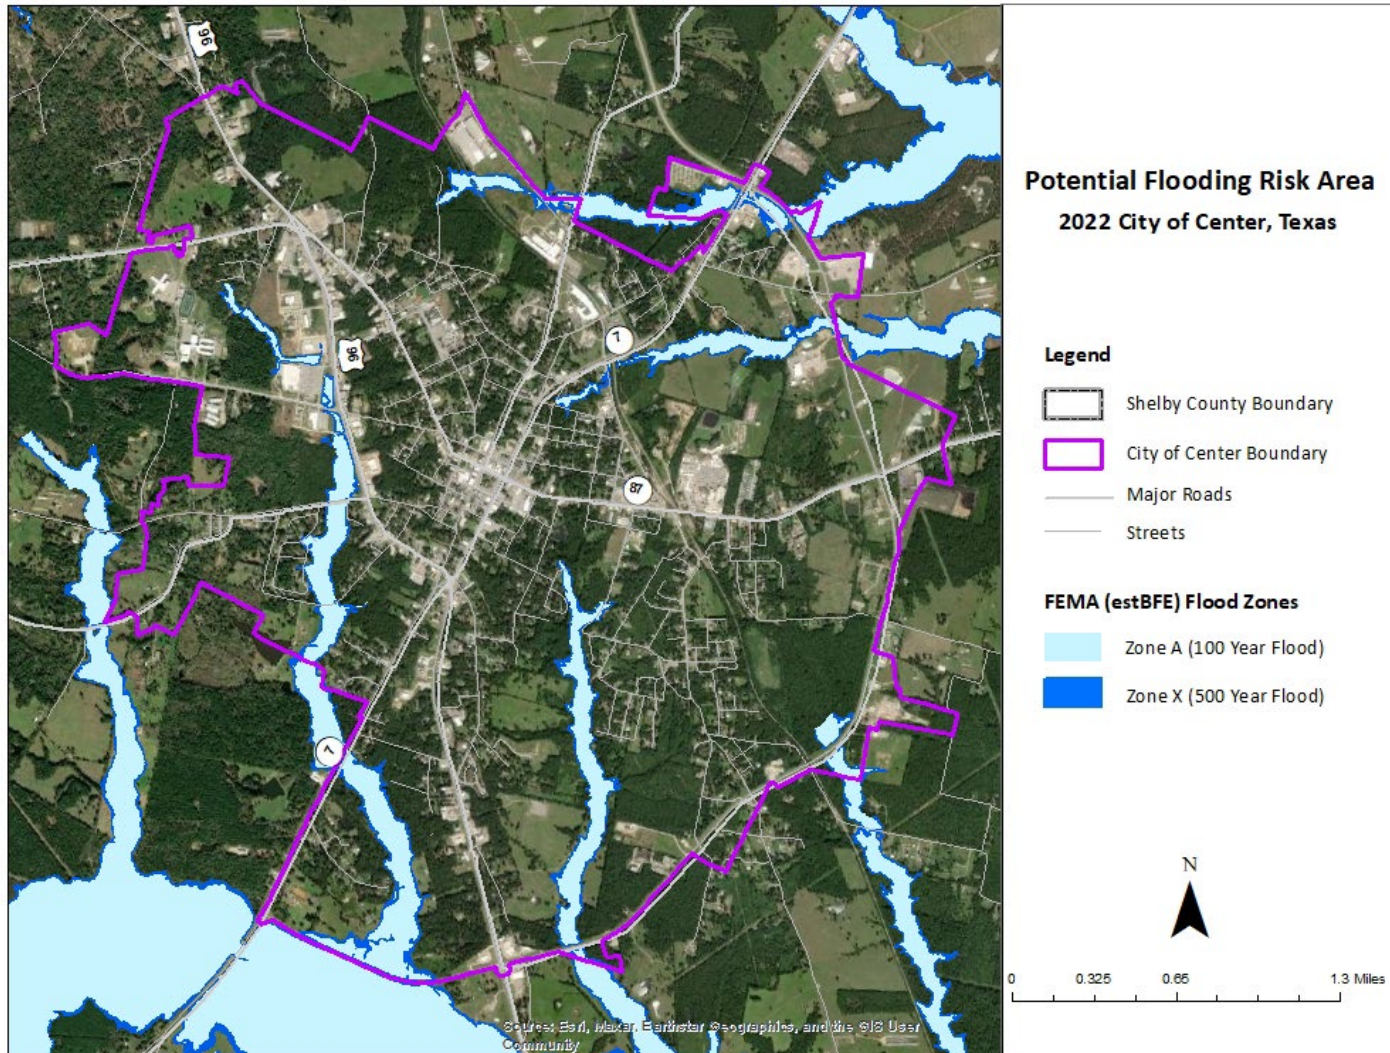 96
96
7
87
7
Source: Esri, Maxar, Earthstar Geographics, and the GIS User
Community
Potential Flooding Risk Area
2022 City of Center, Texas
Legend
Shelby County Boundary
City of Center Boundary
Major Roads
Streets
FEMA (estBFE) Flood Zones
Zone A (100 Year Flood)
Zone X (500 Year Flood)
N
0 0.325 0.65 1.3 Miles